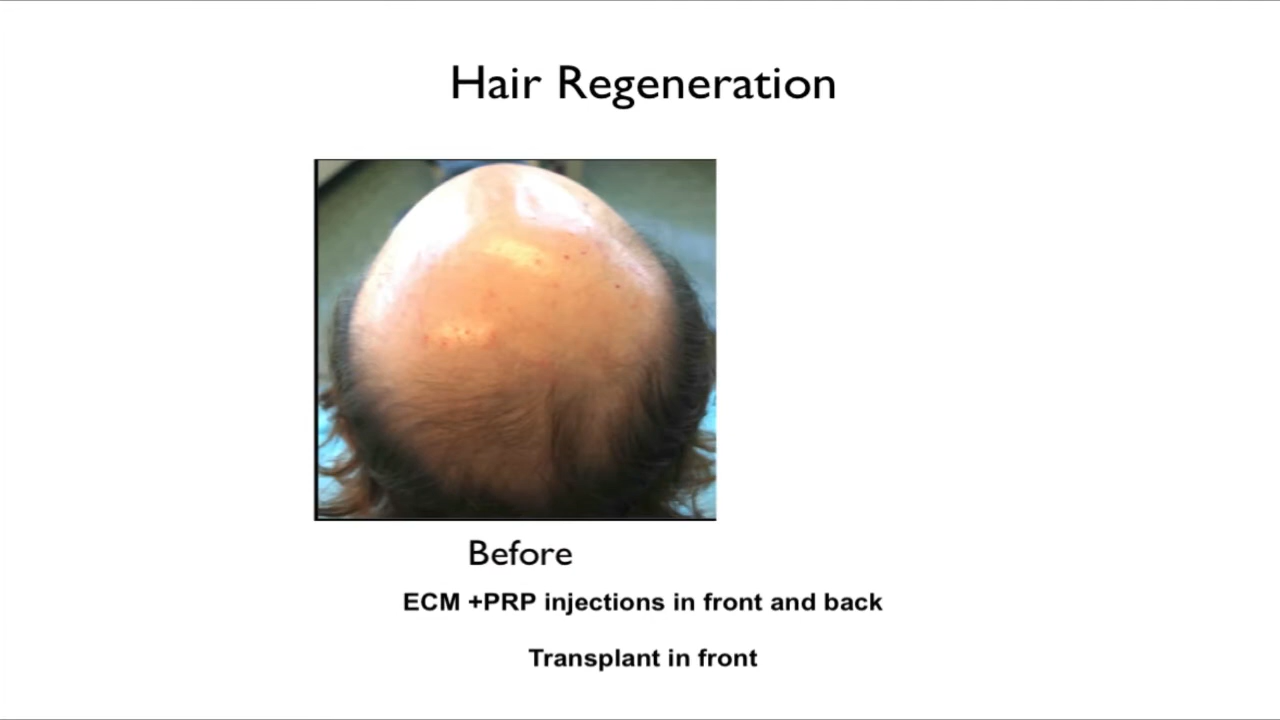 Hair Regeneration
Before
ECM +PRP injections in front and back
Transplant in front